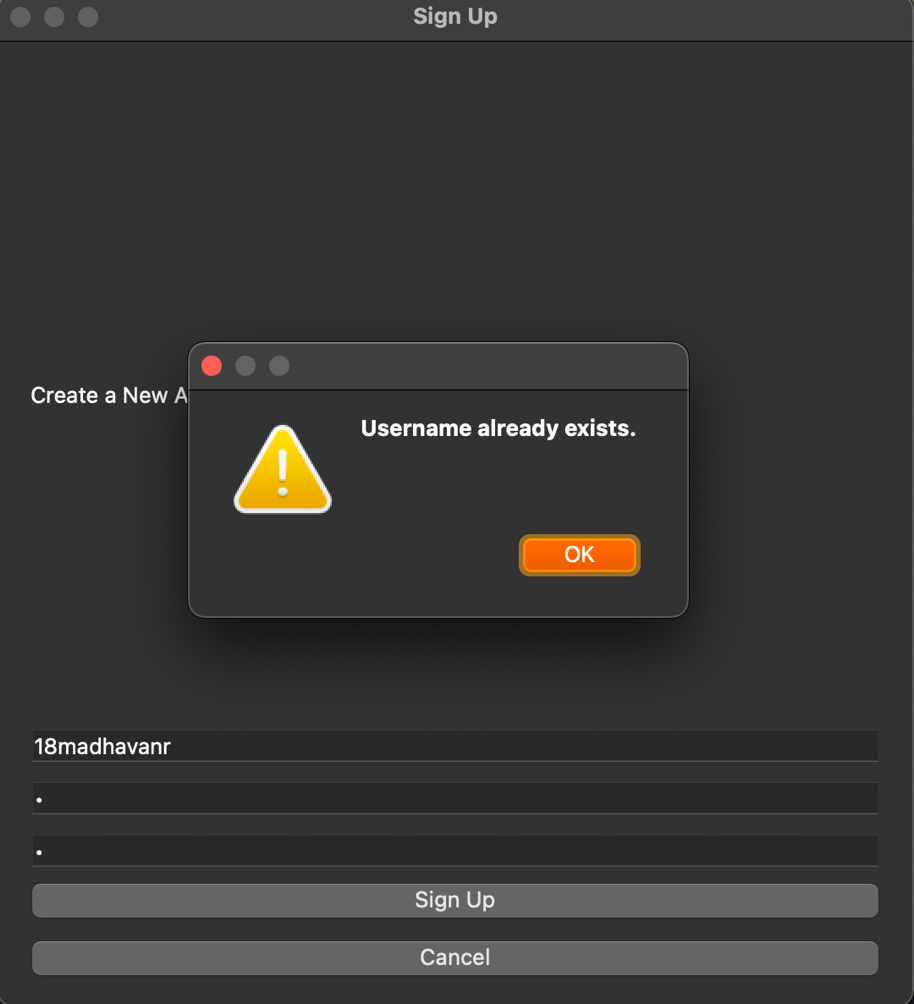 Sign Up
Create a New A
Username already exists.
OK
18madhavanr
•
•
Sign Up
Cancel